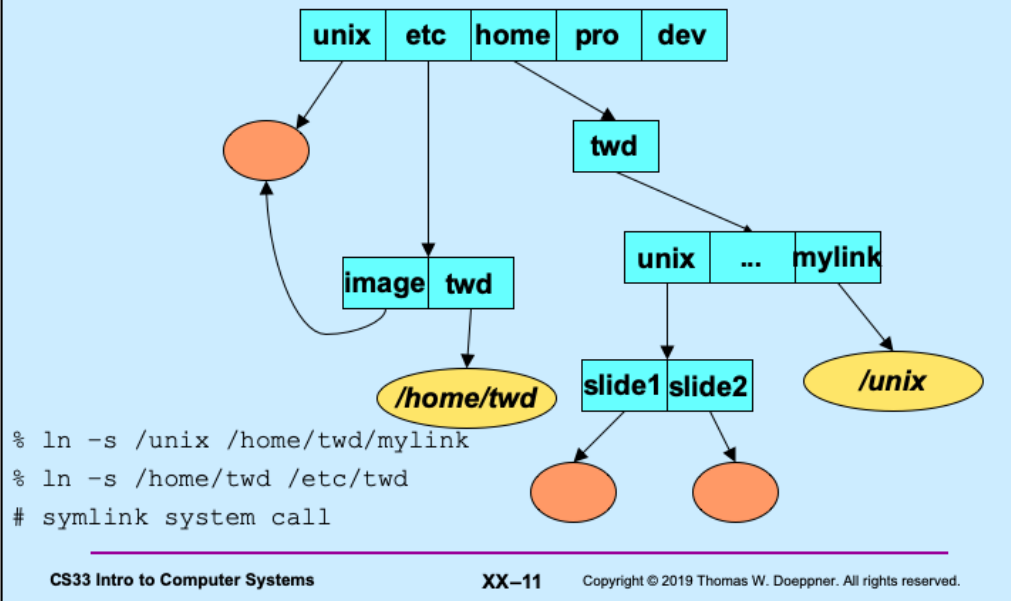 unix etc home pro dev
twd
unix ... mylink
image twd
slide1 slide2
/unix
/home/twd
% ln –s /unix /home/twd/mylink
% ln –s /home/twd /etc/twd
# symlink system call
CS33 Intro to Computer Systems XX–11 Copyright © 2019 Thomas W. Doeppner. All rights reserved.